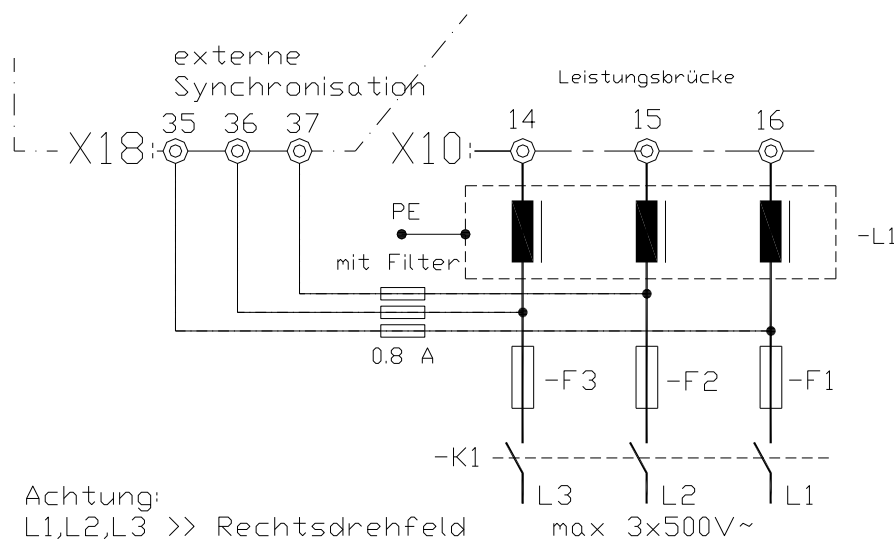 externe
Synchronisation
Leistungsbrücke
35 36 37
14 15 16
X18
X10
PE
-L1
mit Filter
0.8 A
-F3 -F2 -F1
-K1
L3 L2 L1
Achtung:
L1,L2,L3 >> Rechtsdrehfeld
max 3x500V~